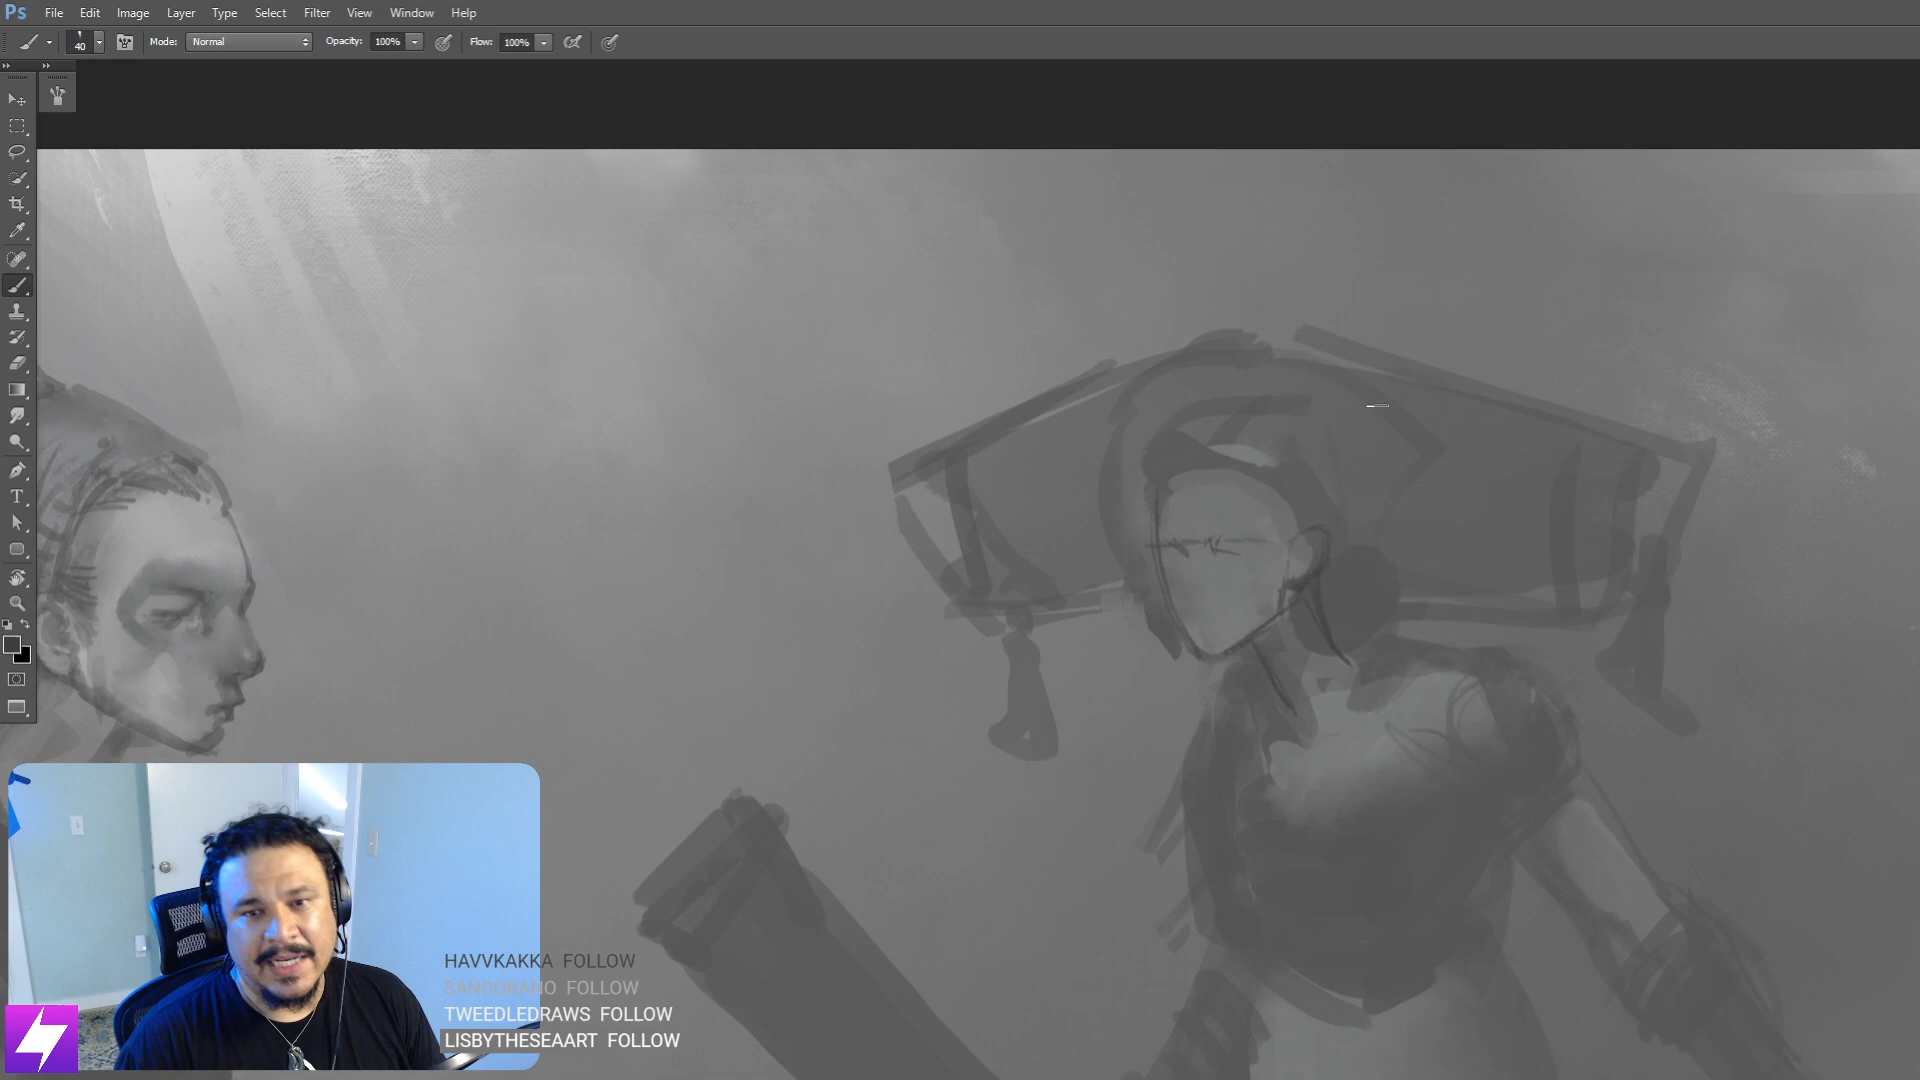 Ps File Edit Image Layer Type Select Filter View Window Help
40 Mode: Normal Opacity: 100% Flow: 100%
T
HAVVKAKKA FOLLOW
SANDORANO FOLLOW
TWEEDLEDRAWS FOLLOW
LISBYTHESEAART FOLLOW